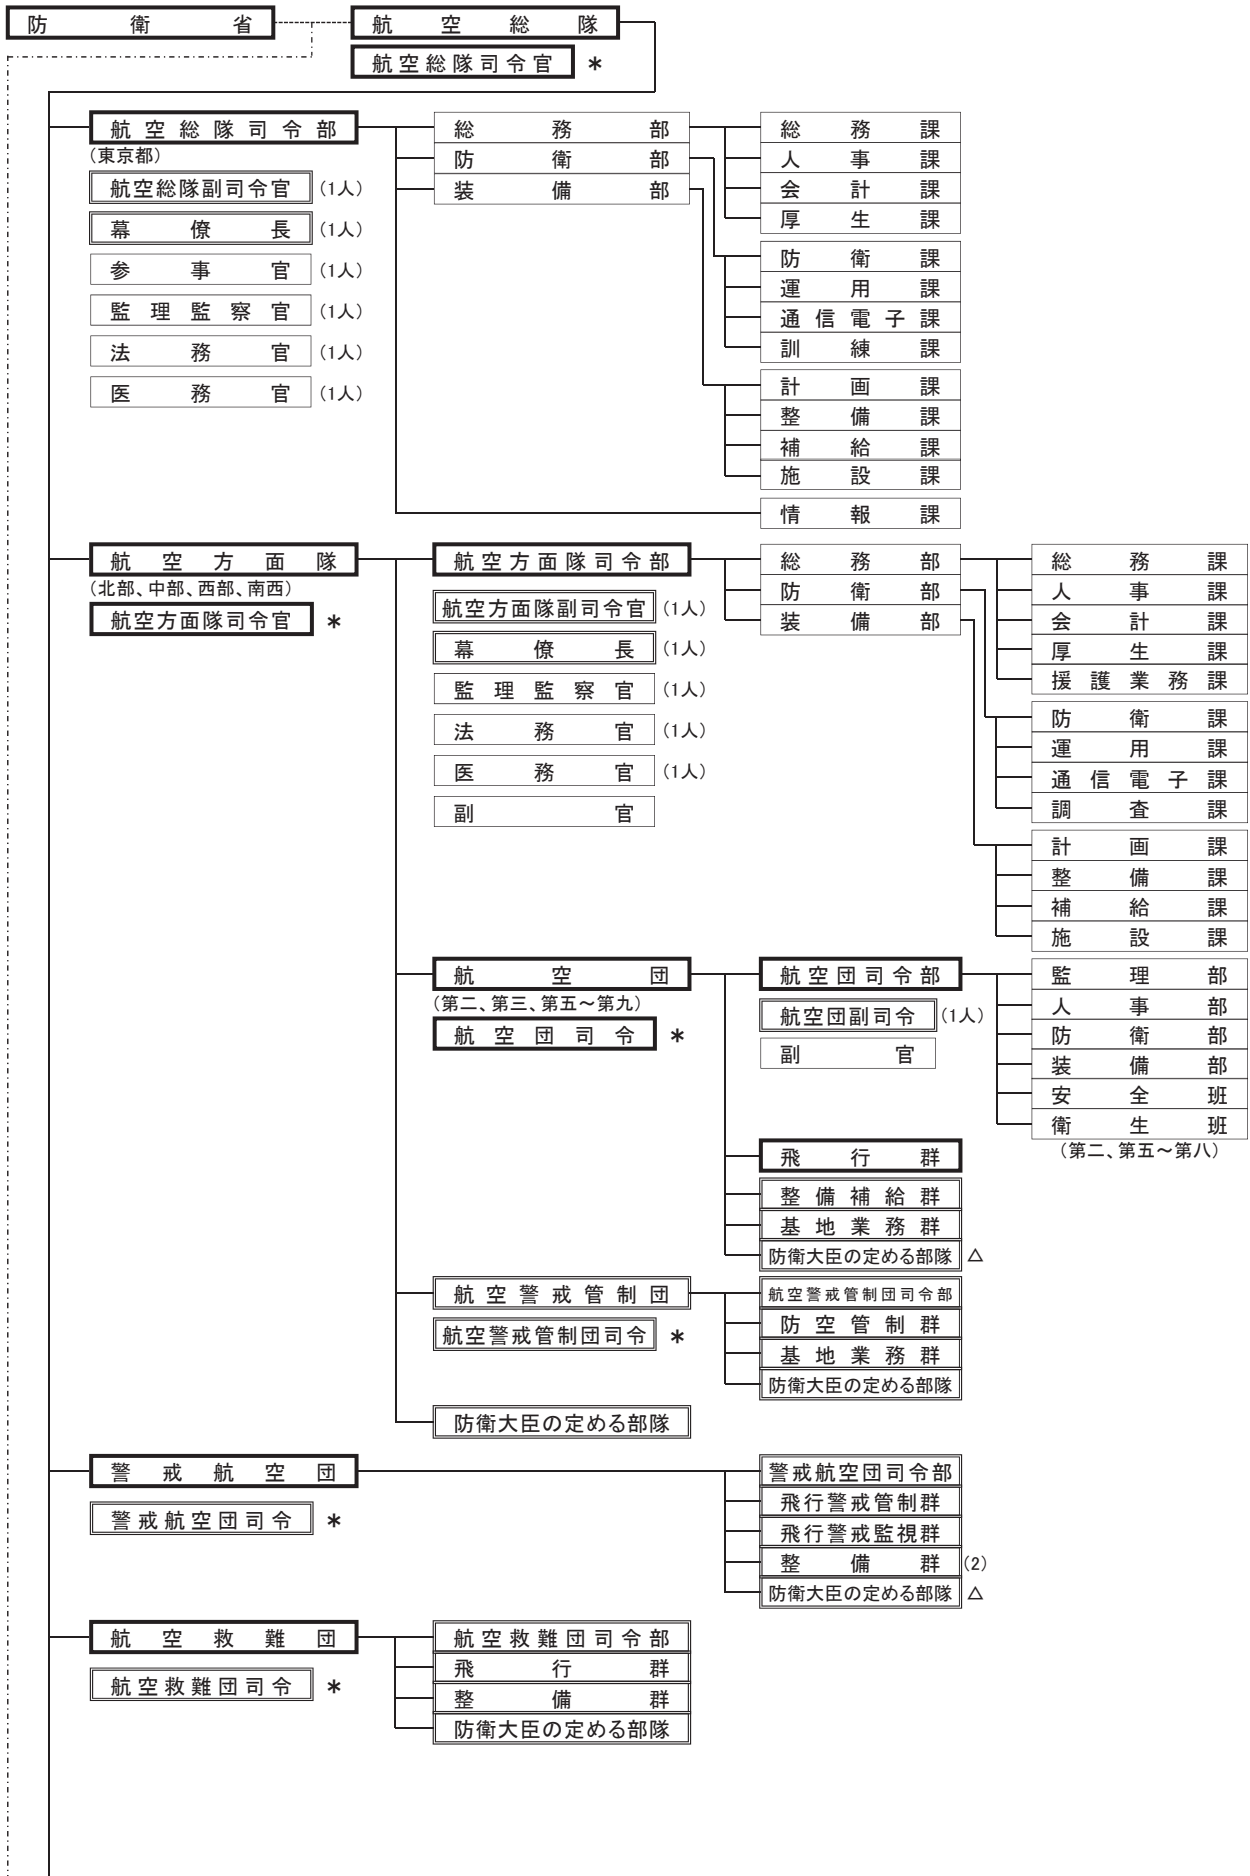 防衛省 航空総隊
航空総隊司令官 *
航空総隊司令部 総務部 総務課
(東京都) 防衛部 人事課
航空総隊副司令官 (1人) 装備部 会計課
幕僚長 (1人) 厚生課
参事官 (1人) 防衛課
監理監察官 (1人) 運用課
法務官 (1人) 通信電子課
医務官 (1人) 訓練課
計画課
整備課
補給課
施設課
情報課
航空方面隊 航空方面隊司令部 総務部 総務課
(北部、中部、西部、南西) 防衛部 人事課
航空方面隊司令官 * 航空方面隊副司令官 (1人) 装備部 会計課
幕僚長 (1人) 厚生課
監理監察官 (1人) 援護業務課
法務官 (1人) 防衛課
医務官 (1人) 運用課
副官 通信電子課
調査課
計画課
整備課
補給課
施設課
航空団 航空団司令部 監理部
(第二、第三、第五～第九) 航空団副司令 (1人) 人事部
航空団司令 * 副官 防衛部
装備部
安全班
衛生班
(第二、第五～第八)
飛行群
整備補給群
基地業務群
防衛大臣の定める部隊 △
航空警戒管制団 航空警戒管制団司令部
航空警戒管制団司令 * 防空管制群
基地業務群
防衛大臣の定める部隊
防衛大臣の定める部隊
警戒航空団 警戒航空団司令部
警戒航空団司令 * 飛行警戒管制群
飛行警戒監視群
整備群 (2)
防衛大臣の定める部隊 △
航空救難団 航空救難団司令部
航空救難団司令 * 飛行群
整備群
防衛大臣の定める部隊